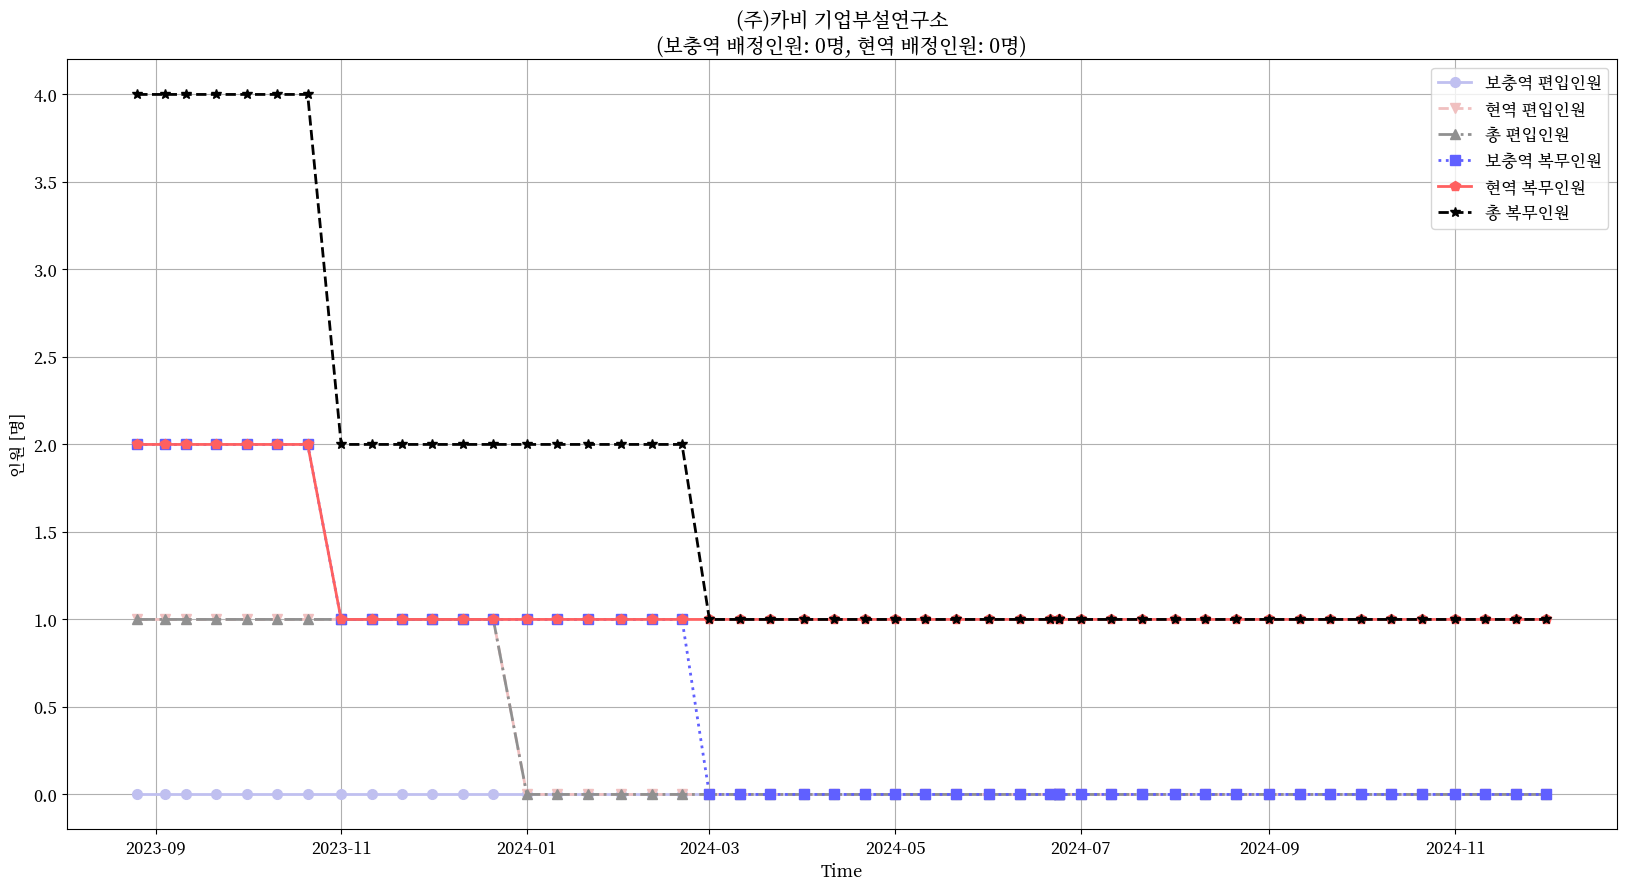 (주)카비 기업부설연구소
(보충역 배정인원: 0명, 현역 배정인원: 0명)
보충역 편입인원
현역 편입인원
총 편입인원
보충역 복무인원
현역 복무인원
총 복무인원
인원 [명]
4.0
3.5
3.0
2.5
2.0
1.5
1.0
0.5
0.0
2023-09
2023-11
2024-01
2024-03
2024-05
2024-07
2024-09
2024-11
Time